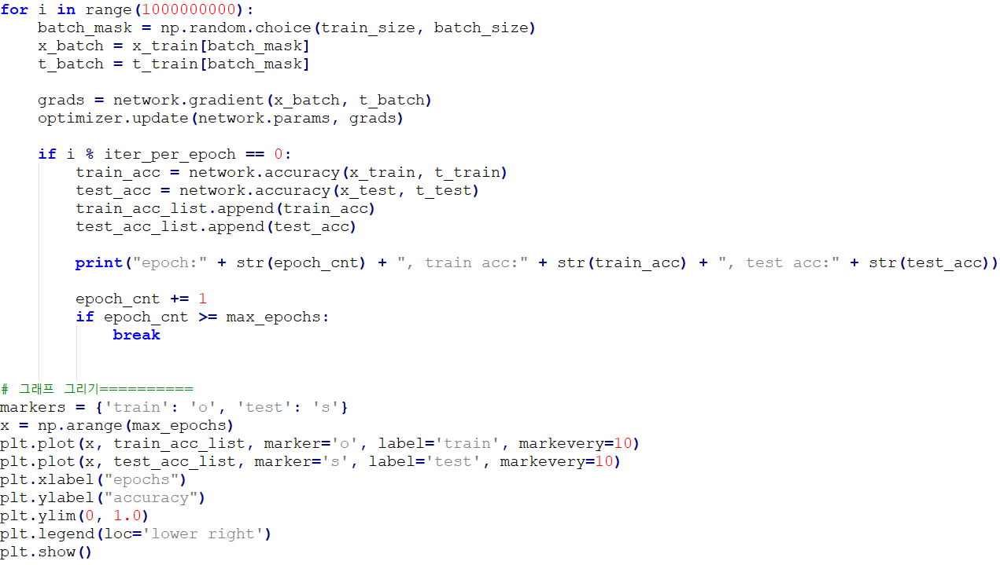 for i in range(1000000000):
    batch_mask = np.random.choice(train_size, batch_size)
    x_batch = x_train[batch_mask]
    t_batch = t_train[batch_mask]

    grads = network.gradient(x_batch, t_batch)
    optimizer.update(network.params, grads)

    if i % iter_per_epoch == 0:
        train_acc = network.accuracy(x_train, t_train)
        test_acc = network.accuracy(x_test, t_test)
        train_acc_list.append(train_acc)
        test_acc_list.append(test_acc)

        print("epoch:" + str(epoch_cnt) + ", train acc:" + str(train_acc) + ", test acc:" + str(test_acc))

        epoch_cnt += 1
        if epoch_cnt >= max_epochs:
            break


# 그래프 그리기==========
markers = {'train': 'o', 'test': 's'}
x = np.arange(max_epochs)
plt.plot(x, train_acc_list, marker='o', label='train', markevery=10)
plt.plot(x, test_acc_list, marker='s', label='test', markevery=10)
plt.xlabel("epochs")
plt.ylabel("accuracy")
plt.ylim(0, 1.0)
plt.legend(loc='lower right')
plt.show()